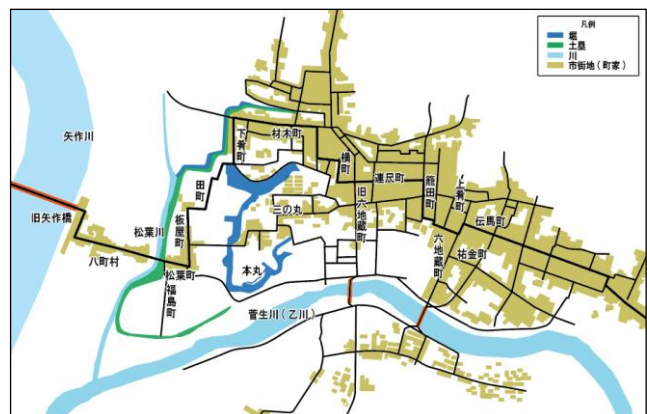 凡例
堀
土塁
川
市街地（町家）
矢作川
旧矢作橋
八町村
松葉川
松葉町
福島町
板屋町
田町
下肴町
材木町
横町
連尺町
三の丸
本丸
旧六地蔵町
籠田町
上肴町
伝馬町
六地蔵町
祐金町
菅生川（乙川）